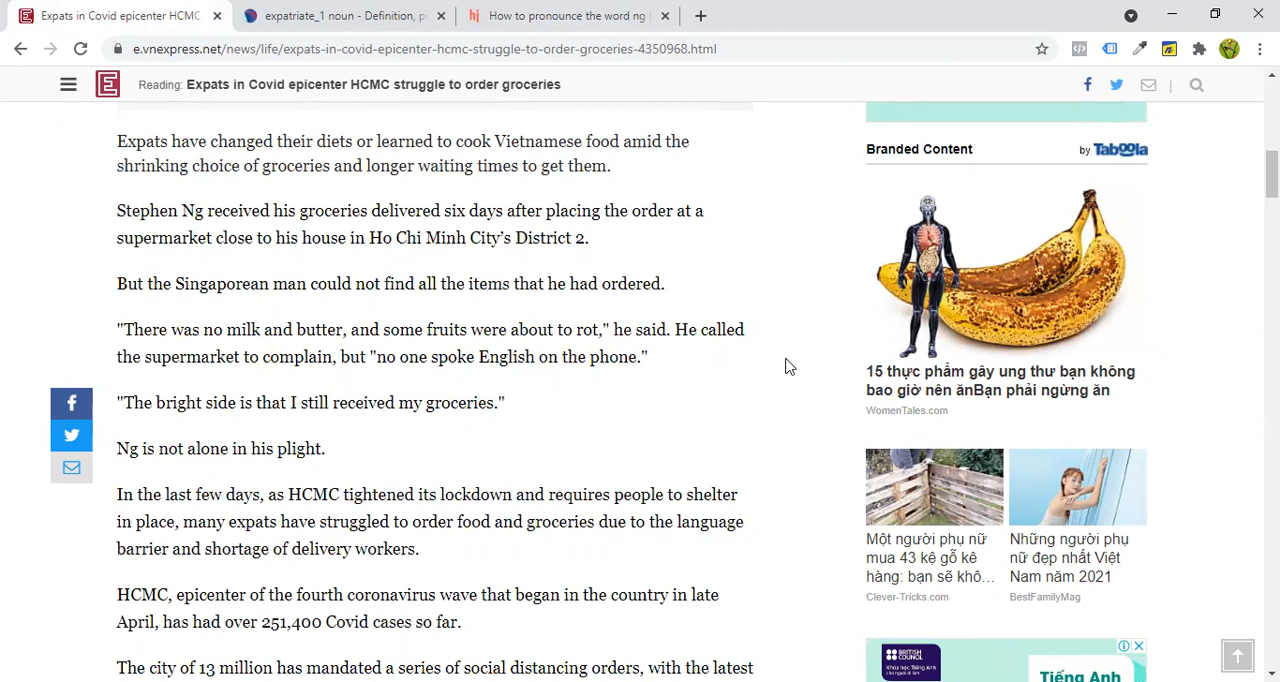 Expats in Covid epicenter HCMC
expatriate_1 noun - Definition, p
How to pronounce the word ng
e.vnexpress.net/news/life/expats-in-covid-epicenter-hcmc-struggle-to-order-groceries-4350968.html
Reading: Expats in Covid epicenter HCMC struggle to order groceries
Expats have changed their diets or learned to cook Vietnamese food amid the
shrinking choice of groceries and longer waiting times to get them.
Stephen Ng received his groceries delivered six days after placing the order at a
supermarket close to his house in Ho Chi Minh City’s District 2.
But the Singaporean man could not find all the items that he had ordered.
"There was no milk and butter, and some fruits were about to rot," he said. He called
the supermarket to complain, but "no one spoke English on the phone."
"The bright side is that I still received my groceries."
Ng is not alone in his plight.
In the last few days, as HCMC tightened its lockdown and requires people to shelter
in place, many expats have struggled to order food and groceries due to the language
barrier and shortage of delivery workers.
HCMC, epicenter of the fourth coronavirus wave that began in the country in late
April, has had over 251,400 Covid cases so far.
has mandated a series of social distancing orders, with the latest
Branded Content
by Taboola
15 thực phẩm gây ung thư bạn không
bao giờ nên ănBạn phải ngừng ăn
WomenTales.com
Một người phụ nữ
mua 43 kệ gỗ kê
hàng: bạn sẽ khô...
Clever-Tricks.com
Những người phụ
nữ đẹp nhất Việt
Nam năm 2021
BestFamilyMag
BRITISH
COUNCIL
Khóa học Tiếng Anh
Tiếng Anh